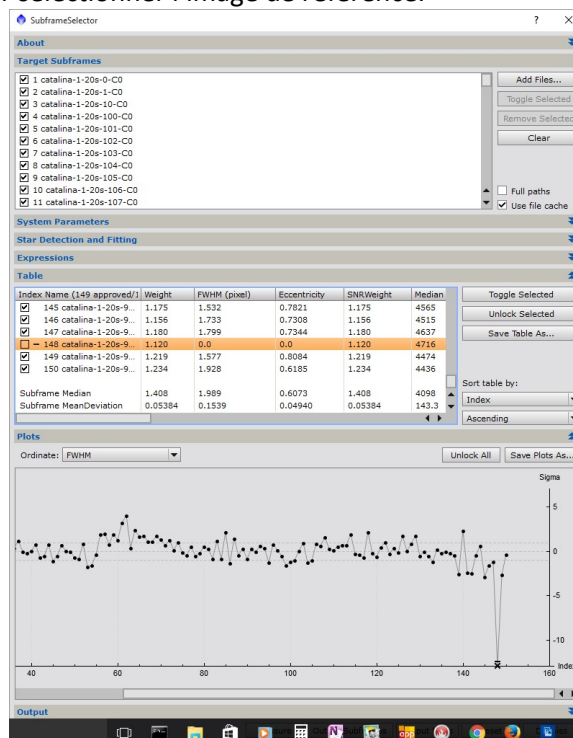 SubframeSelector ? X
About
Target Subframes
1 catalina-1-20s-0-C0
2 catalina-1-20s-1-C0
3 catalina-1-20s-10-C0
4 catalina-1-20s-100-C0
5 catalina-1-20s-101-C0
6 catalina-1-20s-102-C0
7 catalina-1-20s-103-C0
8 catalina-1-20s-104-C0
9 catalina-1-20s-105-C0
10 catalina-1-20s-106-C0
11 catalina-1-20s-107-C0
Add Files...
Toggle Selected
Remove Selected
Clear
Full paths
Use file cache
System Parameters
Star Detection and Fitting
Expressions
Table
Index Name (149 approved/1 Weight FWHM (pixel) Eccentricity SNRWeight Median
145 catalina-1-20s-9... 1.175 1.532 0.7821 1.175 4565
146 catalina-1-20s-9... 1.156 1.733 0.7308 1.156 4515
147 catalina-1-20s-9... 1.180 1.799 0.7344 1.180 4637
148 catalina-1-20s-9... 1.120 0.0 0.0 1.120 4716
149 catalina-1-20s-9... 1.219 1.577 0.8084 1.219 4474
150 catalina-1-20s-9... 1.234 1.928 0.6185 1.234 4436
Subframe Median 1.408 1.989 0.6073 1.408 4098
Subframe MeanDeviation 0.05384 0.1539 0.04940 0.05384 143.3
Toggle Selected
Unlock Selected
Save Table As...
Sort table by:
Index
Ascending
Plots
Ordinate: FWHM Unlock All Save Plots As...
Sigma
5
0
-5
-10
40 60 80 100 120 140 160 Inde
Output